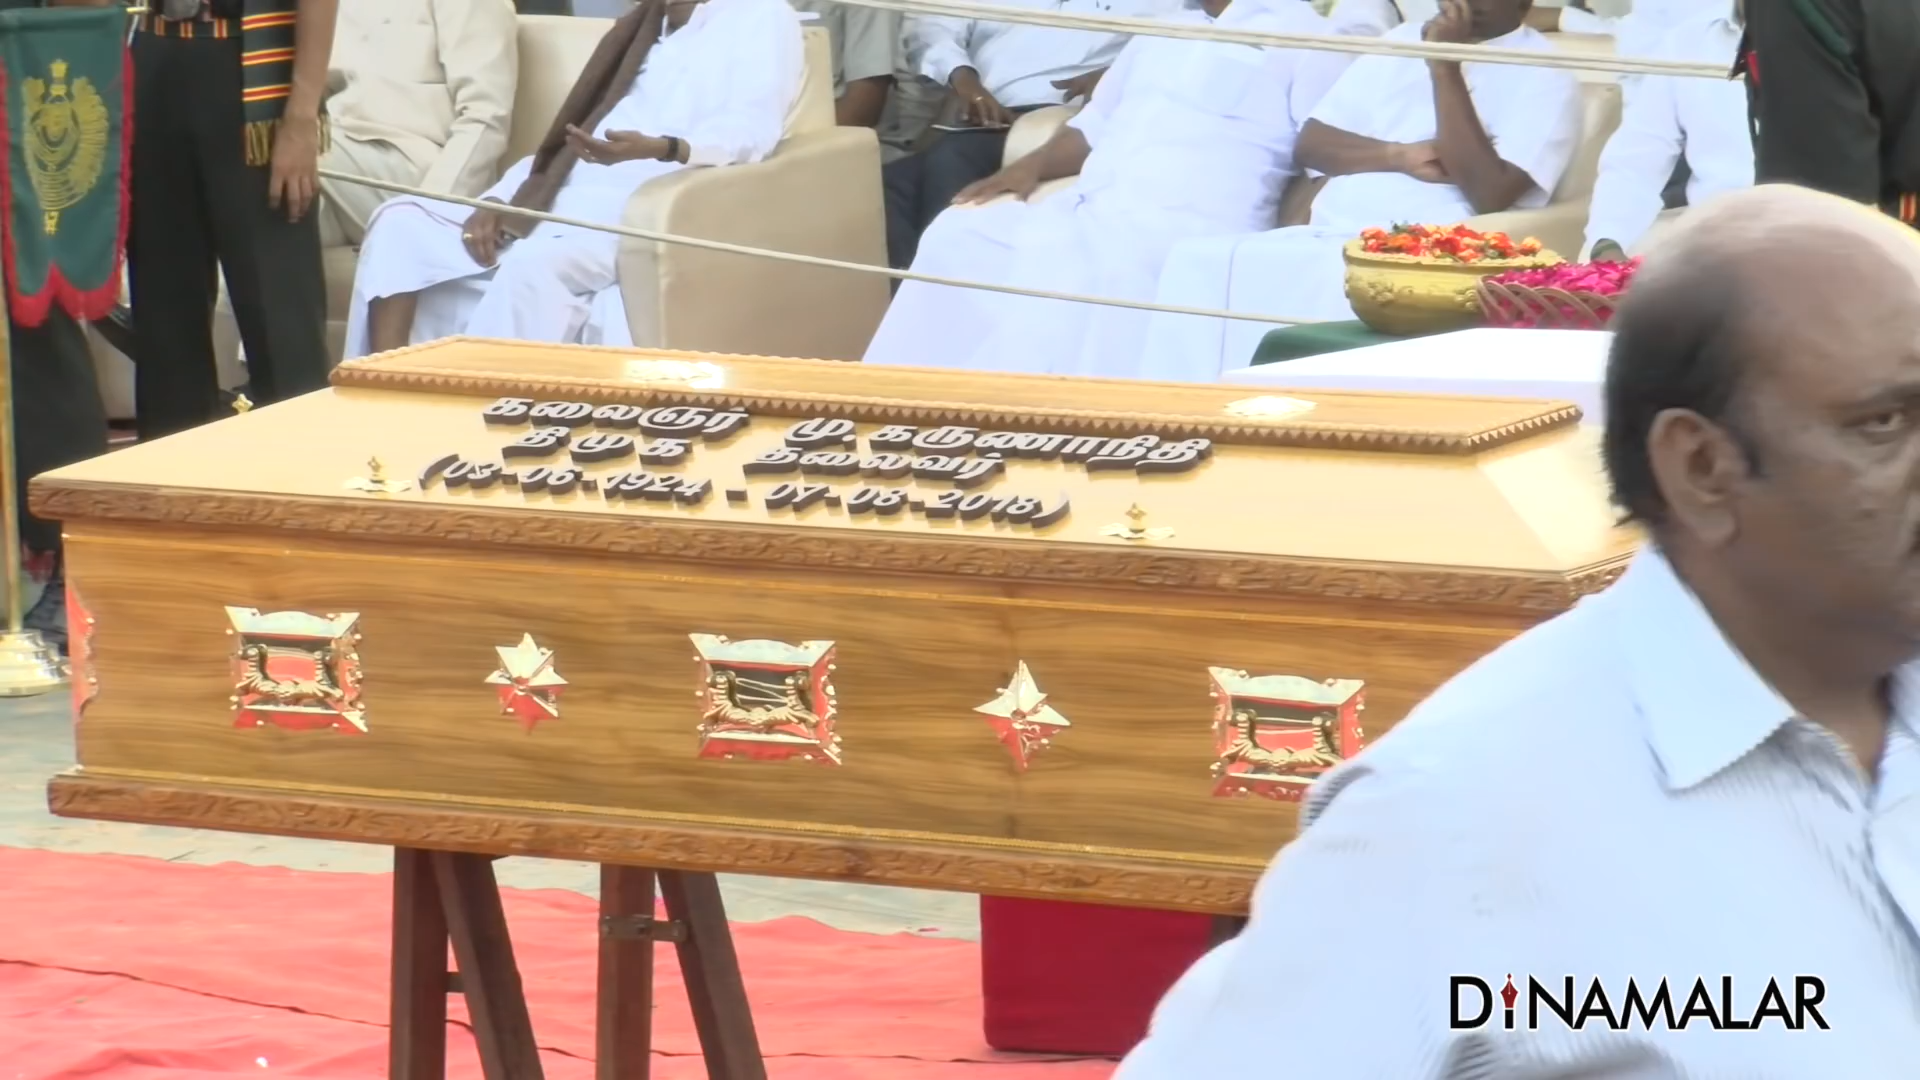 கலைஞர் மு. கருணாநிதி
திமுக தலைவர்
(03-06-1924 - 07-08-2018)
DiNAMALAR